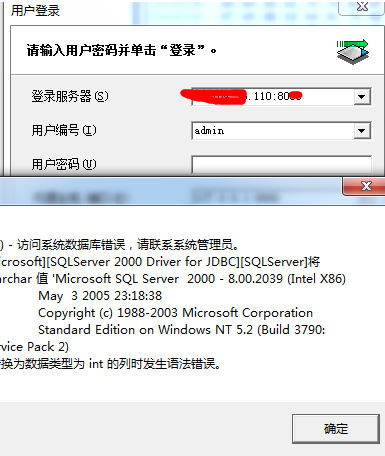 用户登录
请输入用户密码并单击“登录”。
登录服务器(S)
.110:80
用户编号(I)
admin
用户密码(U)
) - 访问系统数据库错误，请联系系统管理员。
icrosoft][SQLServer 2000 Driver for JDBC][SQLServer]将
archar 值 'Microsoft SQL Server  2000 - 8.00.2039 (Intel X86)
May  3 2005 23:18:38
Copyright (c) 1988-2003 Microsoft Corporation
Standard Edition on Windows NT 5.2 (Build 3790:
rvice Pack 2)
换为数据类型为 int 的列时发生语法错误。
确定